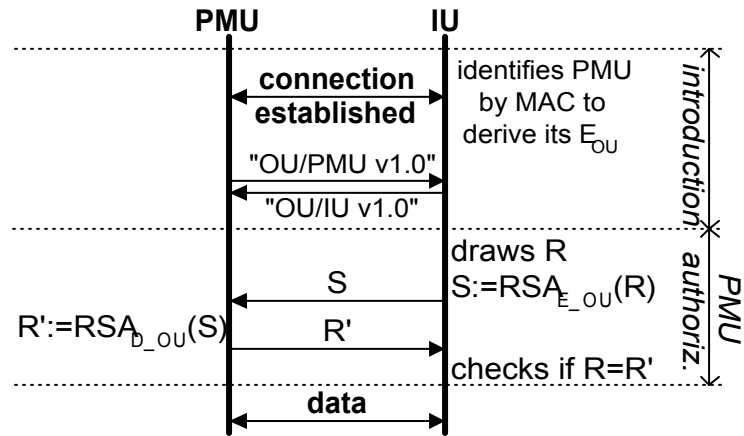 PMU IU
connection
established
identifies PMU
by MAC to
derive its E_OU
introduction
"OU/PMU v1.0"
"OU/IU v1.0"
draws R
S
S:=RSA_E_OU(R)
R':=RSA_D_OU(S)
R'
checks if R=R'
PMU
authoriz.
data